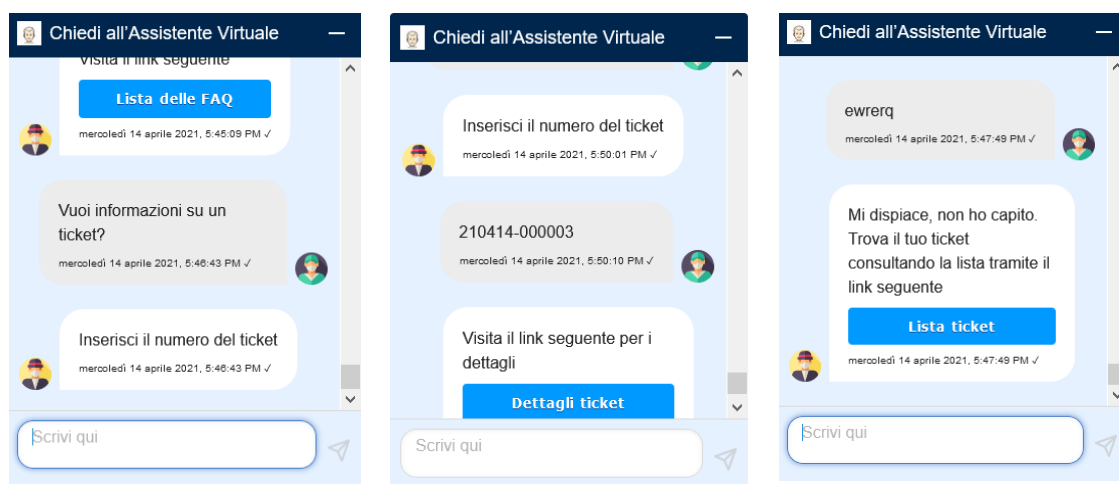 Chiedi all'Assistente Virtuale
Visita il link seguente
Lista delle FAQ
mercoledì 14 aprile 2021, 5:45:09 PM ✓
Vuoi informazioni su un
ticket?
mercoledì 14 aprile 2021, 5:46:43 PM ✓
Inserisci il numero del ticket
mercoledì 14 aprile 2021, 5:46:43 PM ✓
Scrivi qui
Chiedi all'Assistente Virtuale
Inserisci il numero del ticket
mercoledì 14 aprile 2021, 5:50:01 PM ✓
210414-000003
mercoledì 14 aprile 2021, 5:50:10 PM ✓
Visita il link seguente per i
dettagli
Dettagli ticket
Scrivi qui
Chiedi all'Assistente Virtuale
ewrerq
mercoledì 14 aprile 2021, 5:47:49 PM ✓
Mi dispiace, non ho capito.
Trova il tuo ticket
consultando la lista tramite il
link seguente
Lista ticket
mercoledì 14 aprile 2021, 5:47:49 PM ✓
Scrivi qui